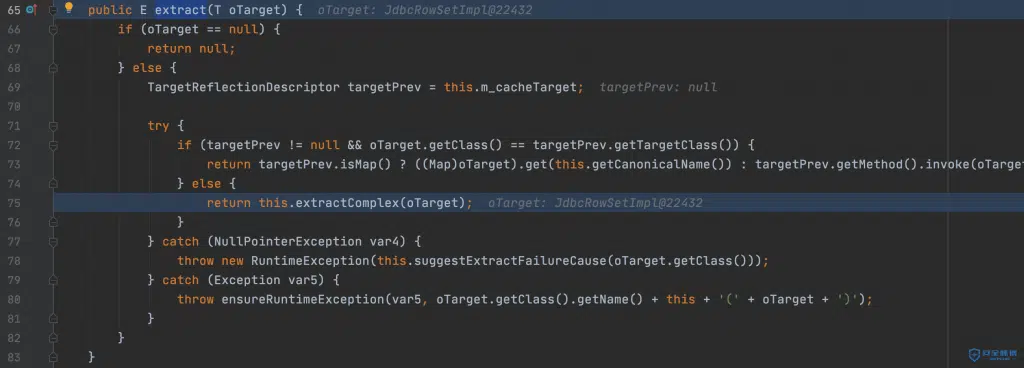 65 public E extract(T oTarget) { oTarget: JdbcRowSetImpl@22432
66 if (oTarget == null) {
67 return null;
68 } else {
69 TargetReflectionDescriptor targetPrev = this.m_cacheTarget; targetPrev: null
70
71 try {
72 if (targetPrev != null && oTarget.getClass() == targetPrev.getTargetClass()) {
73 return targetPrev.isMap() ? ((Map)oTarget).get(this.getCanonicalName()) : targetPrev.getMethod().invoke(oTarge
74 } else {
75 return this.extractComplex(oTarget); oTarget: JdbcRowSetImpl@22432
76 }
77 } catch (NullPointerException var4) {
78 throw new RuntimeException(this.suggestExtractFailureCause(oTarget.getClass()));
79 } catch (Exception var5) {
80 throw ensureRuntimeException(var5, oTarget.getClass().getName() + this + '(' + oTarget + ')');
81 }
82 }
83 }